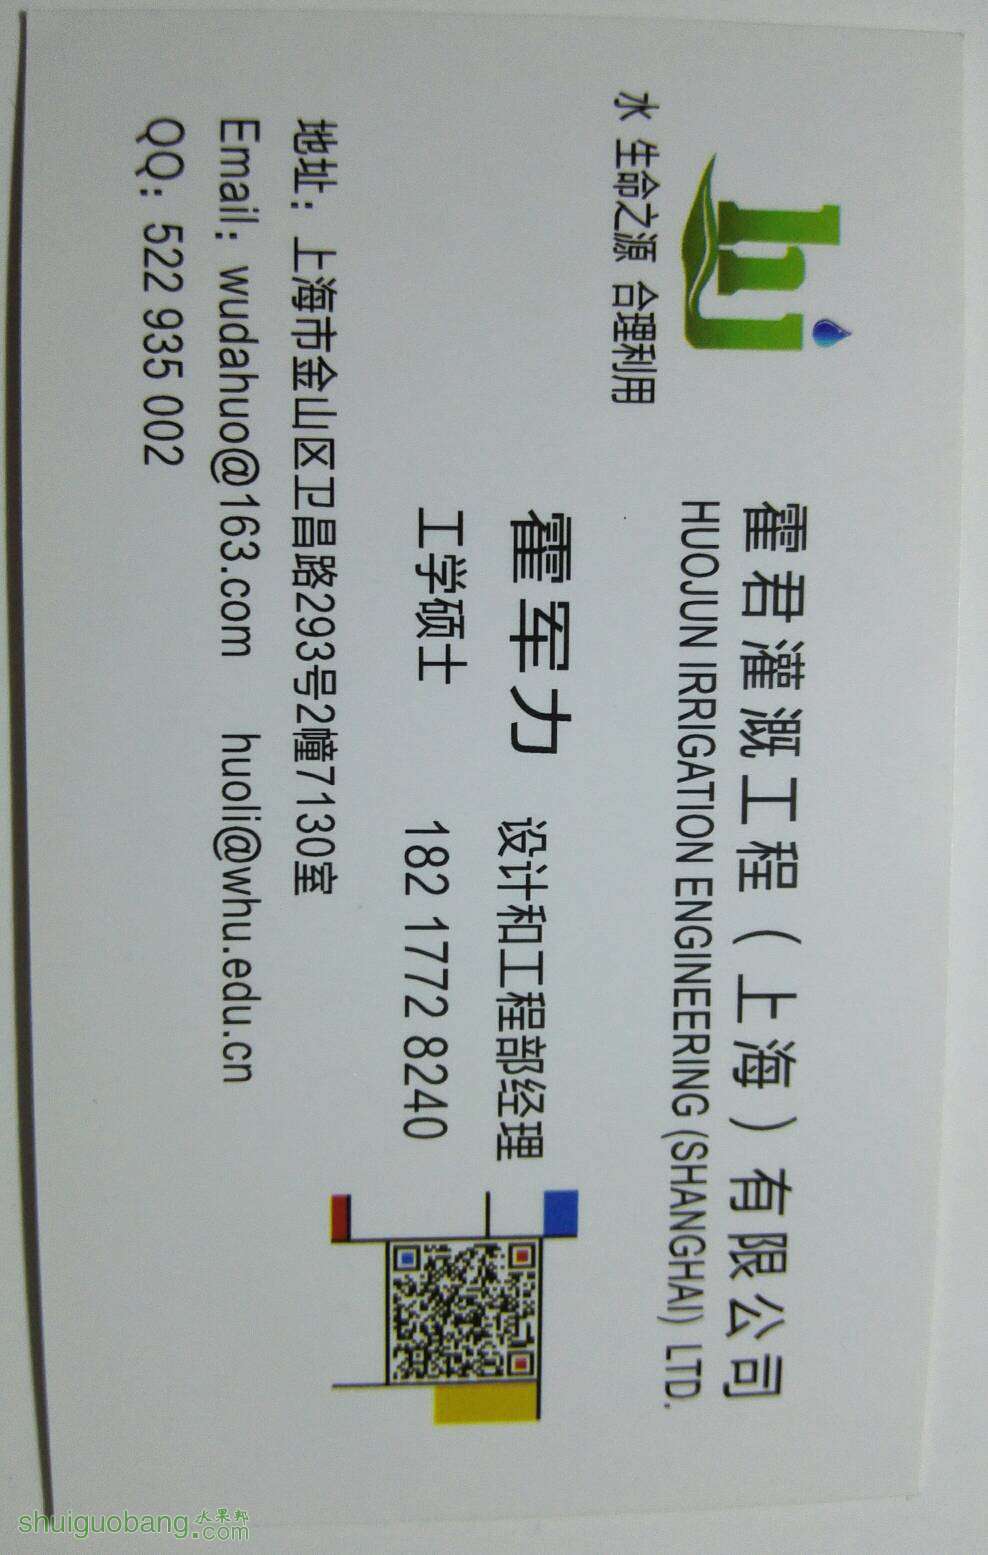 hj
水 生命之源 合理利用
霍君灌溉工程（上海）有限公司
HUOJUN IRRIGATION ENGINEERING (SHANGHAI) LTD.
霍军力 设计和工程部经理
工学硕士 182 1772 8240
地址：上海市金山区卫昌路293号2幢7130室
Email: wudahuo@163.com huoli@whu.edu.cn
QQ: 522 935 002
shuiguobang.com 水果邦